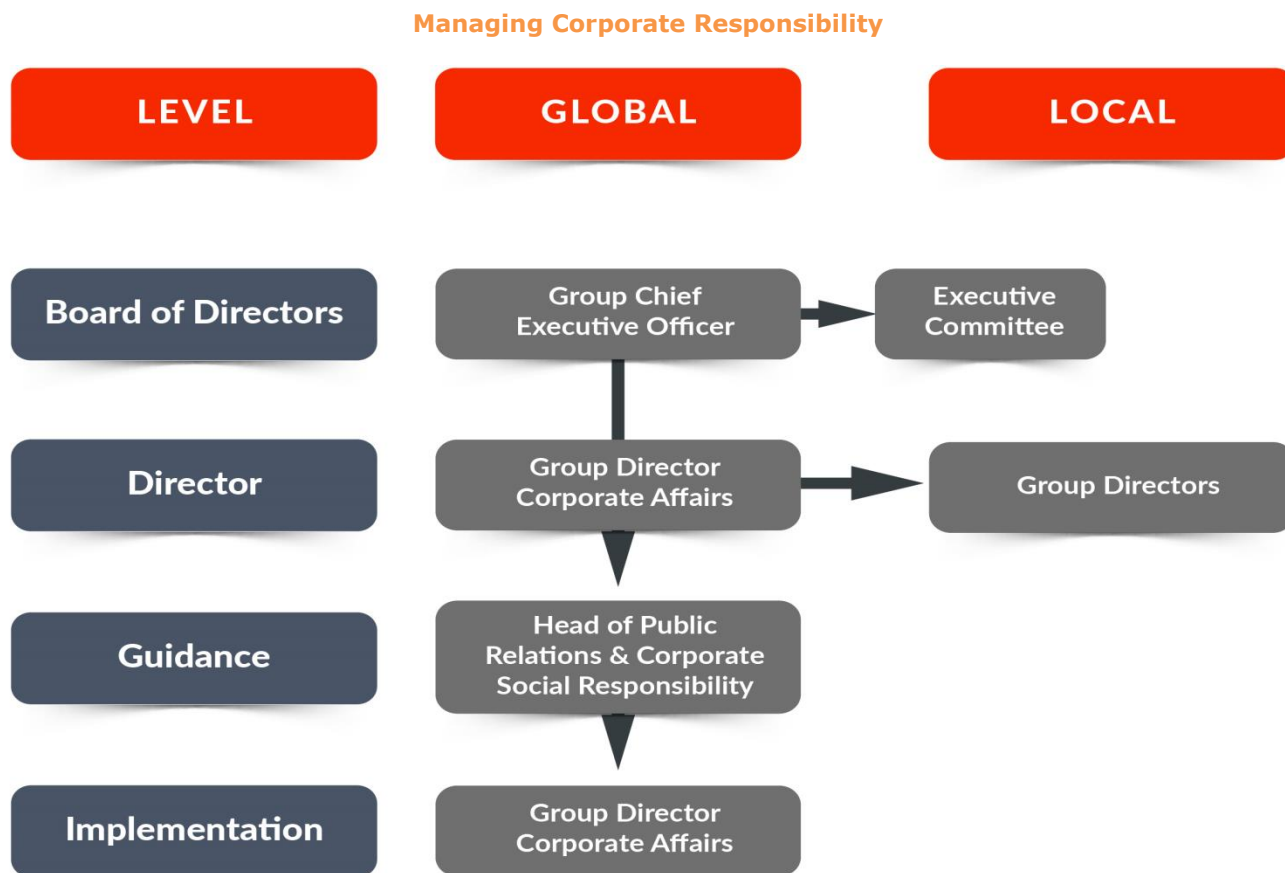 Managing Corporate Responsibility
LEVEL
GLOBAL
LOCAL
Board of Directors
Group Chief
Executive Officer
Executive
Committee
Director
Group Director
Corporate Affairs
Group Directors
Guidance
Head of Public
Relations & Corporate
Social Responsibility
Implementation
Group Director
Corporate Affairs